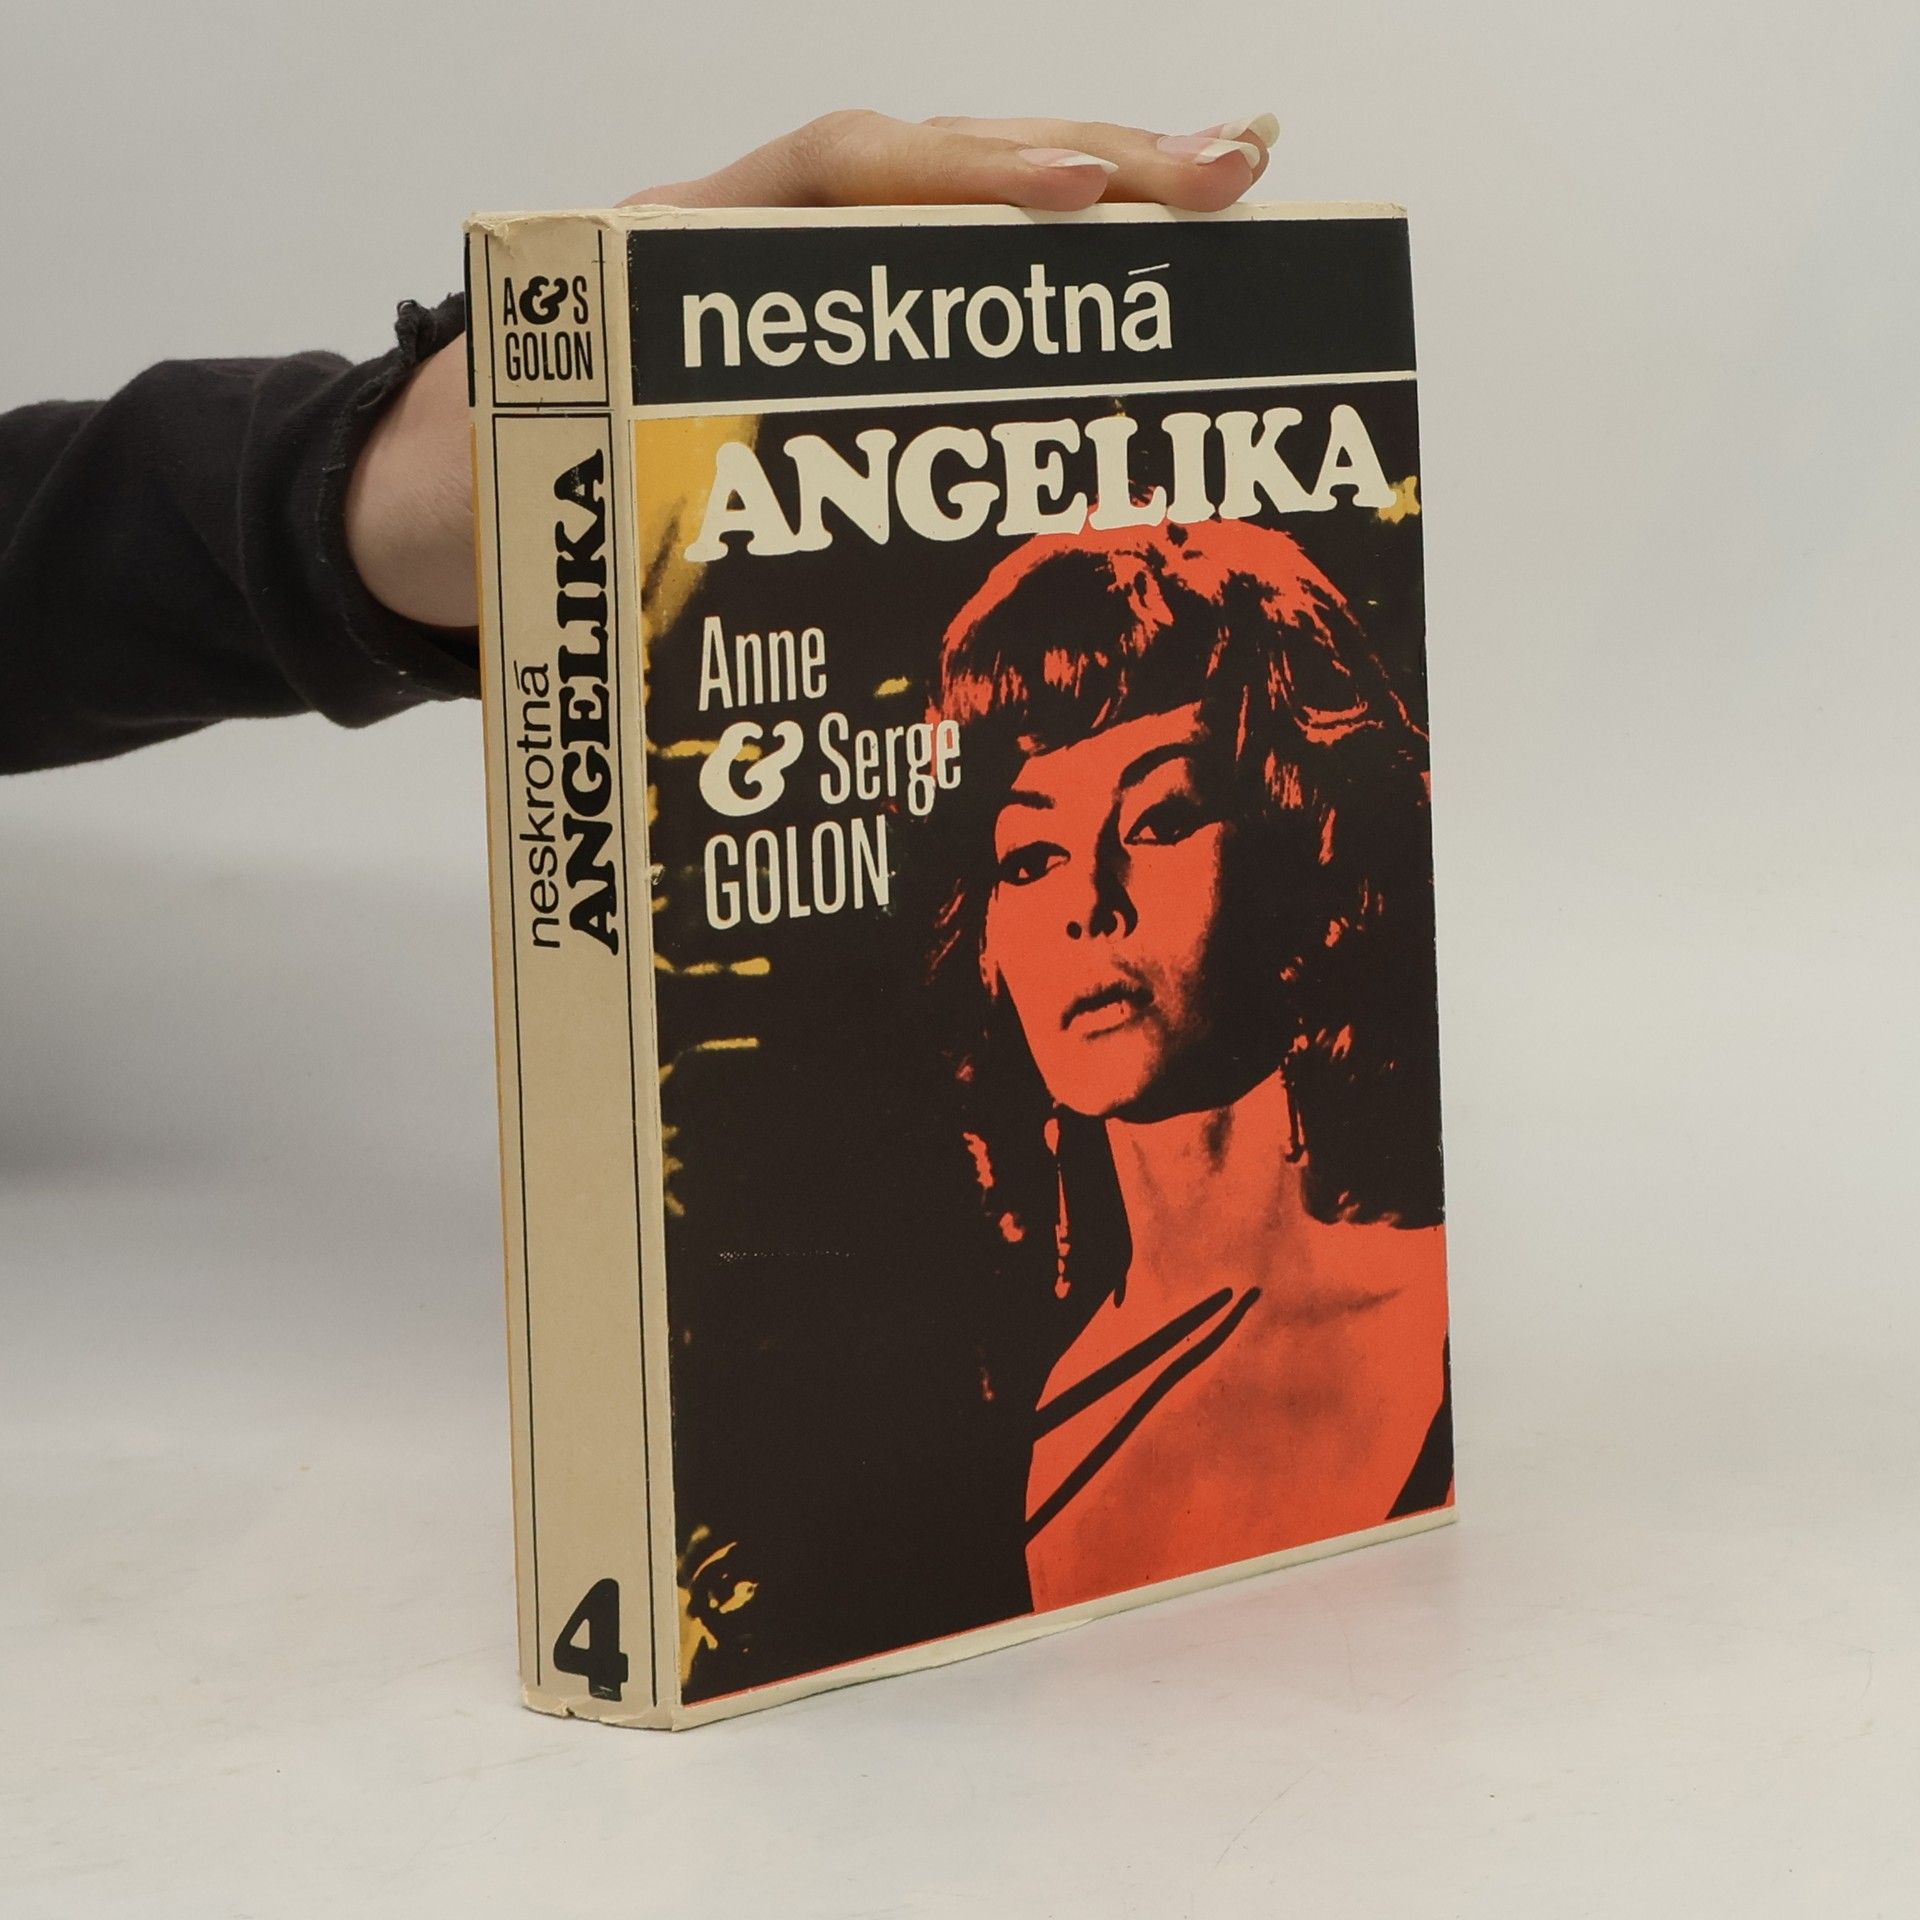 A&S
GOLON
neskrotná
ANGELIKA
4
neskrotná
ANGELIKA
Anne
& Serge
GOLON